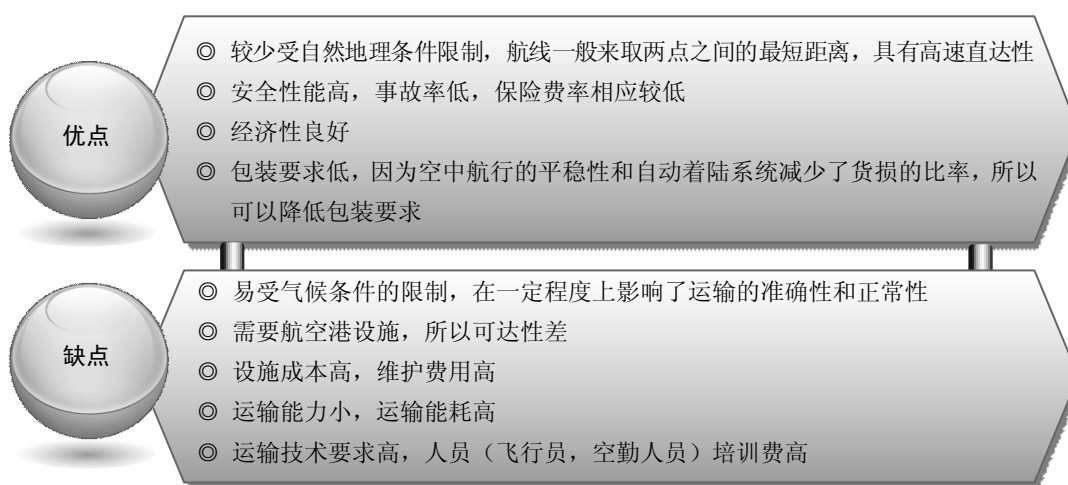 优点
◎ 较少受自然地理条件限制，航线一般来取两点之间的最短距离，具有高速直达性
◎ 安全性能高，事故率低，保险费率相应较低
◎ 经济性良好
◎ 包装要求低，因为空中航行的平稳性和自动着陆系统减少了货损的比率，所以
可以降低包装要求
缺点
◎ 易受气候条件的限制，在一定程度上影响了运输的准确性和正常性
◎ 需要航空港设施，所以可达性差
◎ 设施成本高，维护费用高
◎ 运输能力小，运输能耗高
◎ 运输技术要求高，人员（飞行员，空勤人员）培训费高